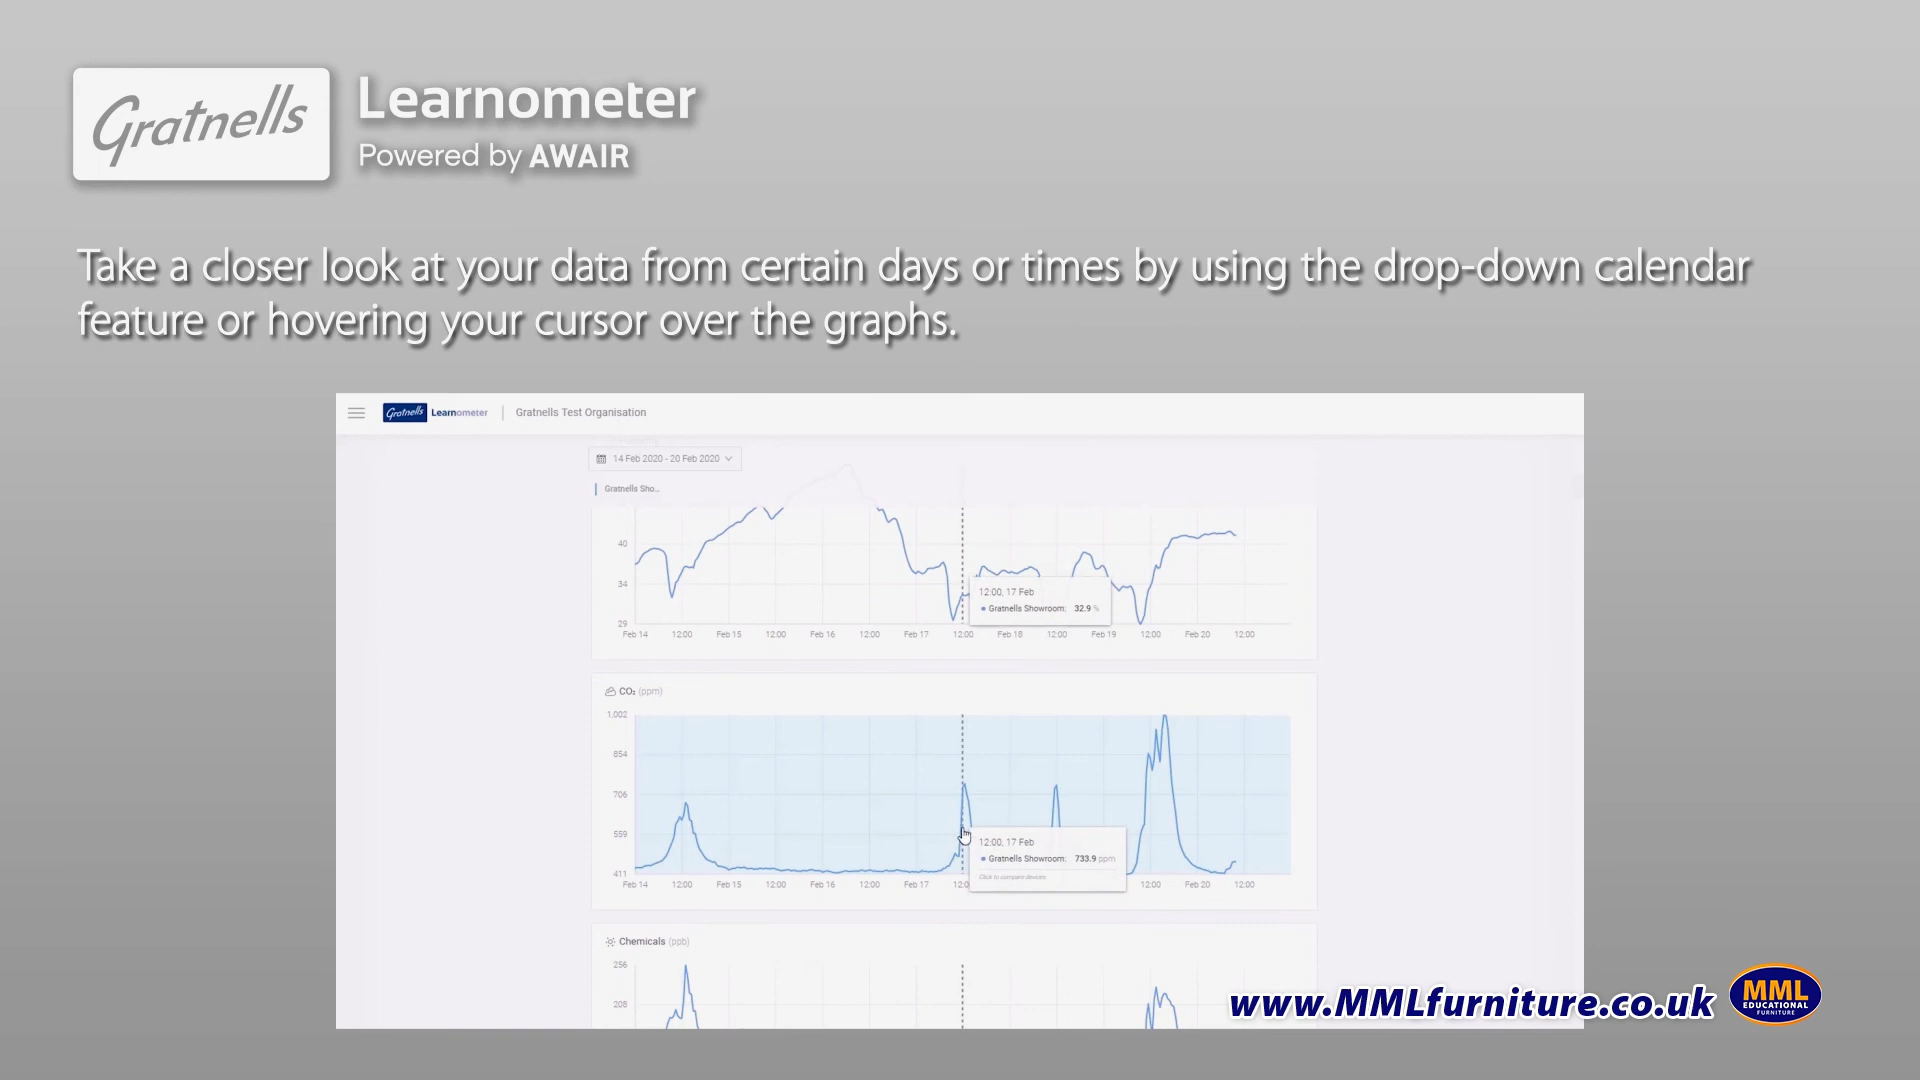 Gratnells
Learnometer
Powered by AWAIR
Take a closer look at your data from certain days or times by using the drop-down calendar
feature or hovering your cursor over the graphs.
Gratnells Learnometer | Gratnells Test Organisation
14 Feb 2020 - 20 Feb 2020
Gratnells Sho...
40
34
29
12:00, 17 Feb
Gratnells Showroom: 32.9 %
Feb 14 12:00 Feb 15 12:00 Feb 16 12:00 Feb 17 12:00 Feb 18 12:00 Feb 19 12:00 Feb 20 12:00
CO₂ (ppm)
1,002
854
706
559
411
12:00, 17 Feb
Gratnells Showroom: 733.9 ppm
Click to compare devices
Feb 14 12:00 Feb 15 12:00 Feb 16 12:00 Feb 17 12:0 12:00 Feb 20 12:00
Chemicals (ppb)
256
208
www.MMLfurniture.co.uk
MML
EDUCATIONAL
FURNITURE